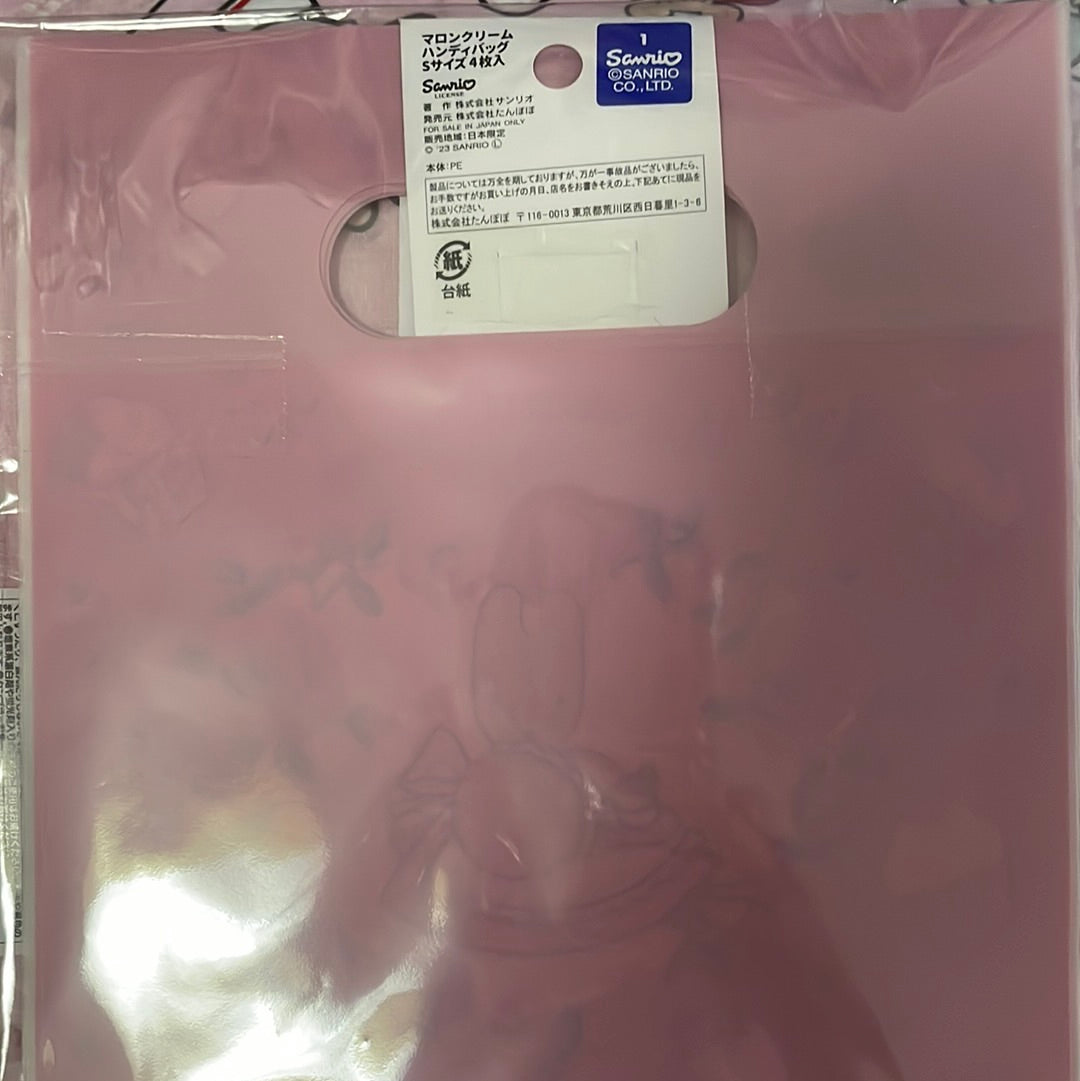 マロンクリーム
ハンディバッグ
Sサイズ 4枚入
Sanrio
LICENSE
著　作 株式会社サンリオ
発売元 株式会社たんぽぽ
FOR SALE IN JAPAN ONLY
販売地域：日本限定
© '23 SANRIO Ⓛ
本体：PE
製品については万全を期しておりますが、万が一事故品がございましたら、
お手数ですがお買い上げの月日、店名をお書きそえの上、下記あてに現品を
お送りください。
株式会社たんぽぽ 〒116-0013 東京都荒川区西日暮里1-3-6
紙
台紙
1
Sanrio
©SANRIO
CO.,LTD.